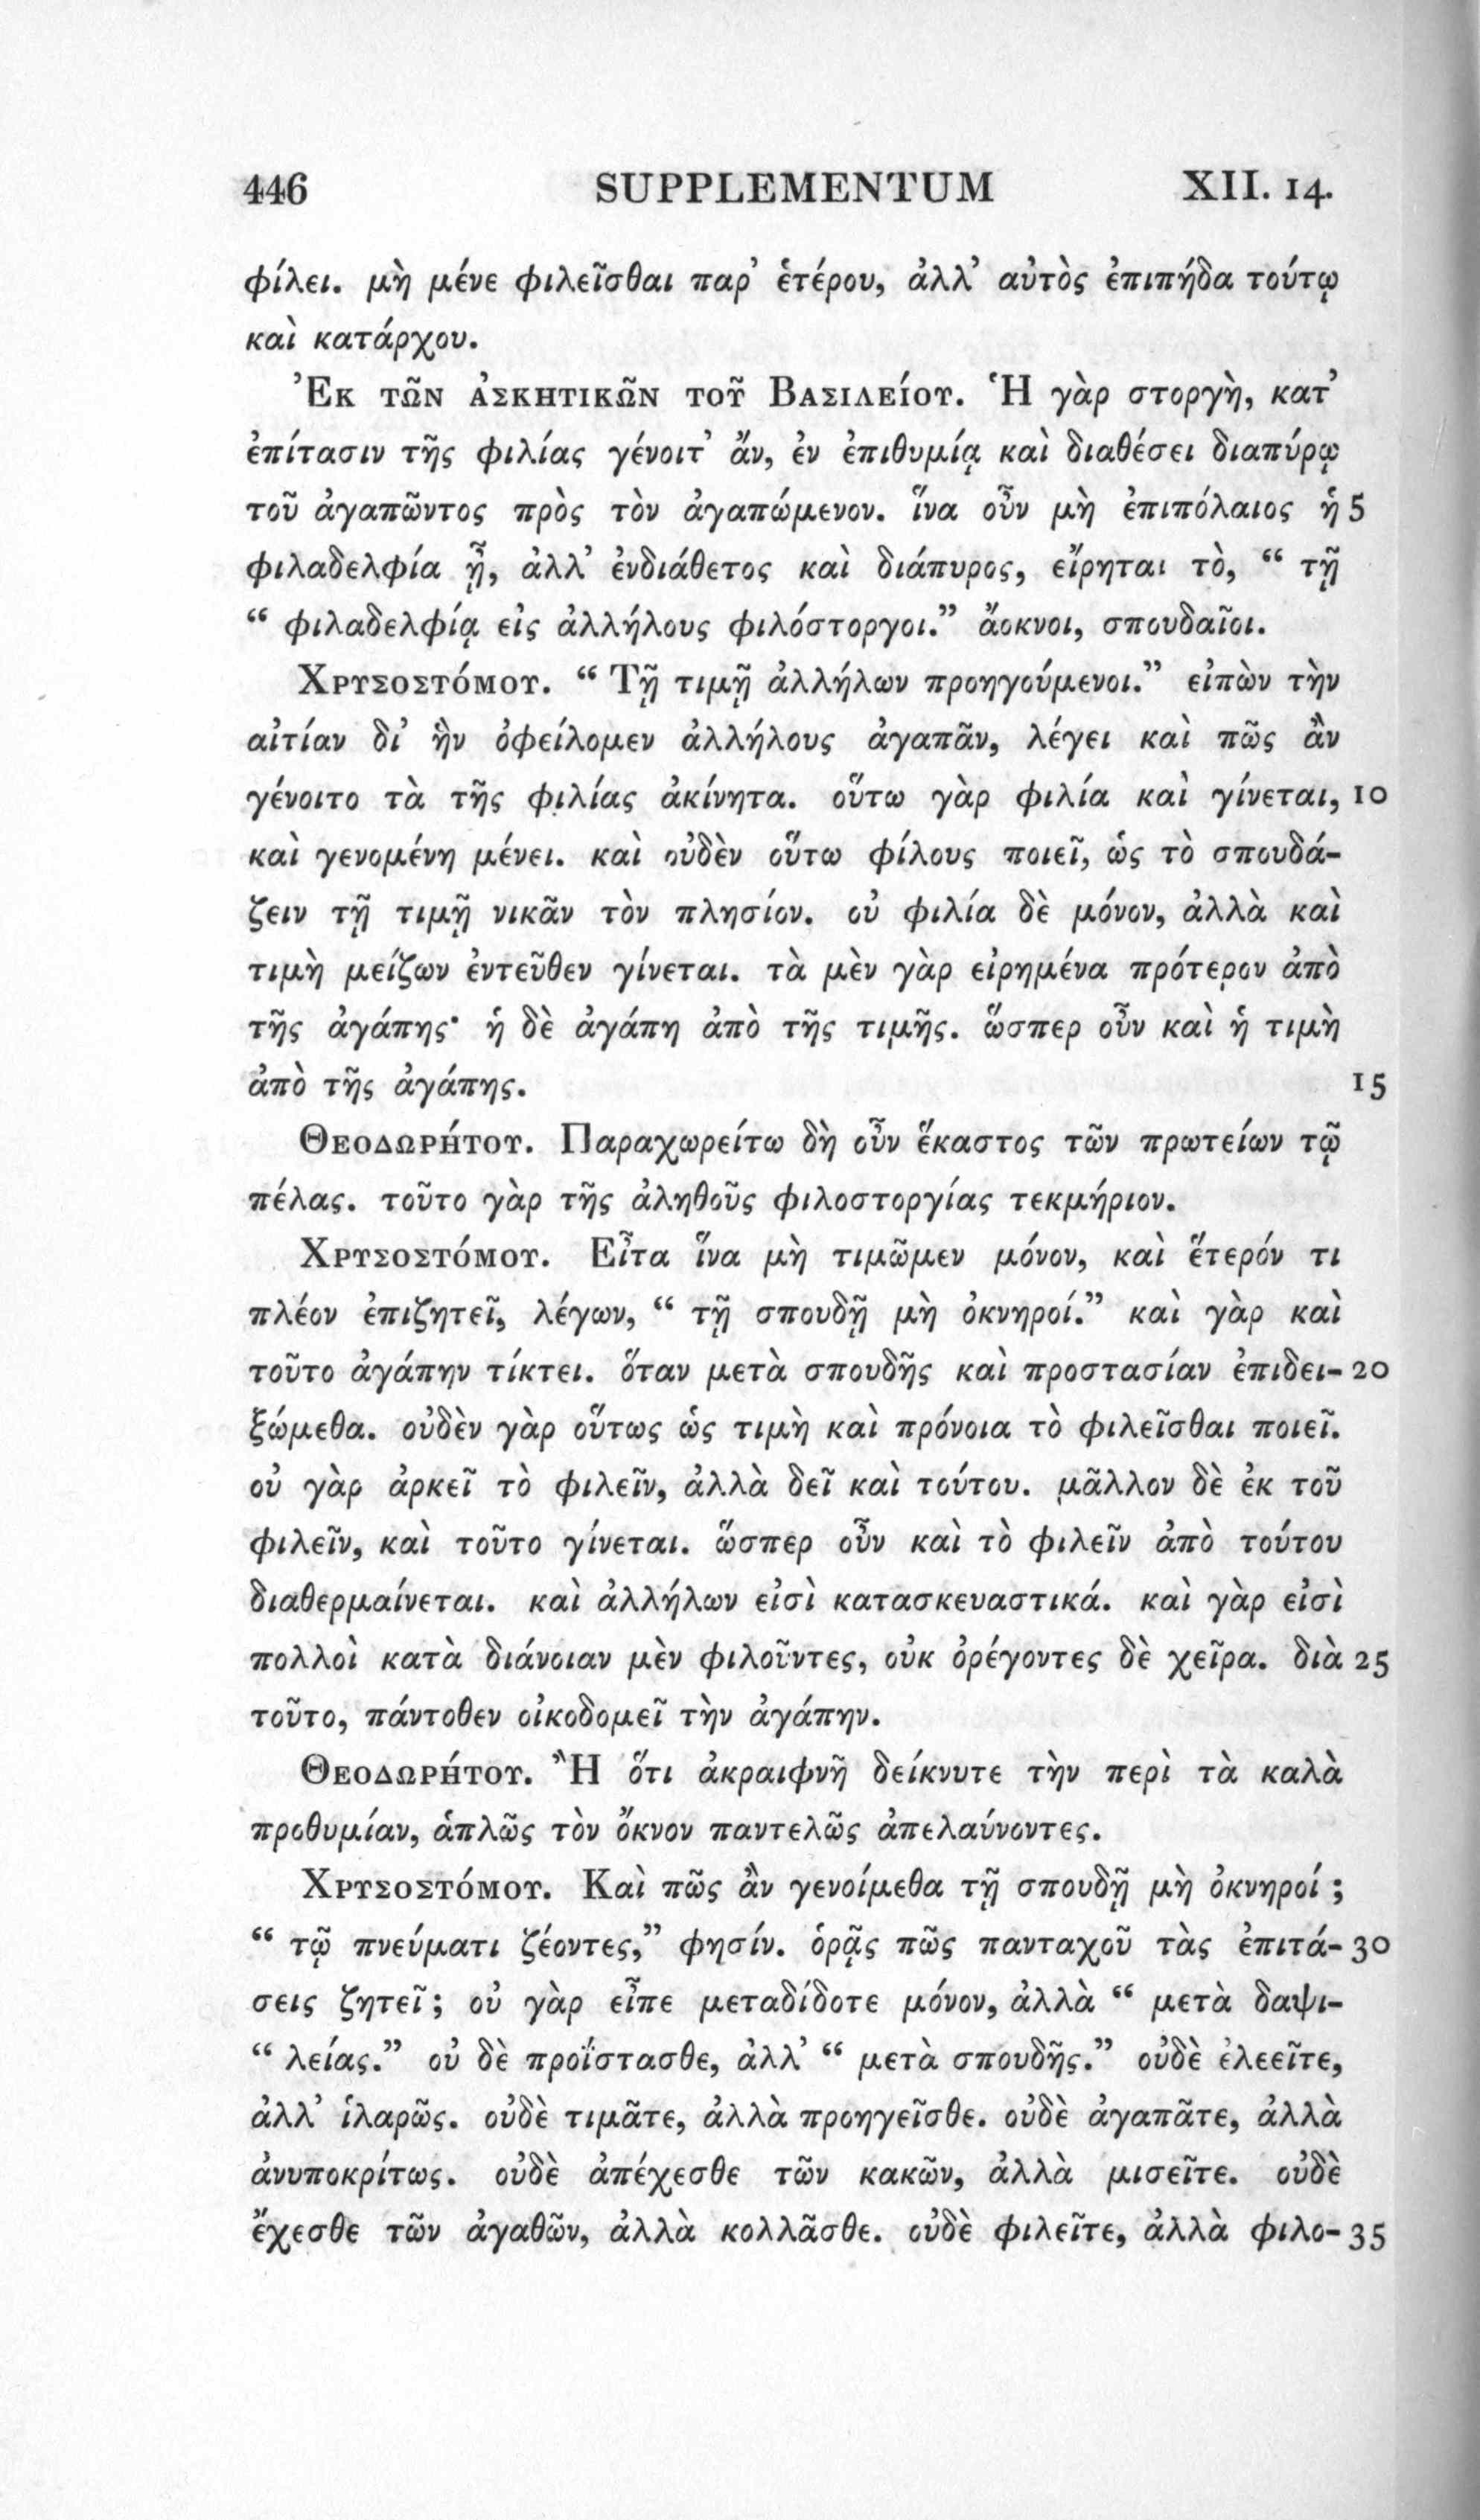 446 SUPPLEMENTUM XII. 14.
φίλει. μὴ μένε φιλεῖσθαι παρ’ ἑτέρου, ἀλλ’ αὐτὸς ἐπιπήδα τούτῳ
καὶ κατάρχου.
Ἐκ τῶν ἀσκητικῶν τοῦ Βασιλείου. Ἡ γὰρ στοργὴ, κατ’
ἐπίτασιν τῆς φιλίας γένοιτ’ ἂν, ἐν ἐπιθυμίᾳ καὶ διαθέσει διαπύρῳ
τοῦ ἀγαπῶντος πρὸς τὸν ἀγαπώμενον. ἵνα οὖν μὴ ἐπιπόλαιος ἡ 5
φιλαδελφία ᾖ, ἀλλ’ ἐνδιάθετος καὶ διάπυρος, εἴρηται τὸ, “ τῇ
“ φιλαδελφίᾳ εἰς ἀλλήλους φιλόστοργοι.” ἄοκνοι, σπουδαῖοι.
Χρυσοστόμου. “ Τῇ τιμῇ ἀλλήλων προηγούμενοι.” εἰπὼν τὴν
αἰτίαν δι’ ἣν ὀφείλομεν ἀλλήλους ἀγαπᾶν, λέγει καὶ πῶς ἂν
γένοιτο τὰ τῆς φιλίας ἀκίνητα. οὕτω γὰρ φιλία καὶ γίνεται, 10
καὶ γενομένη μένει. καὶ οὐδὲν οὕτω φίλους ποιεῖ, ὡς τὸ σπουδά-
ζειν τῇ τιμῇ νικᾶν τὸν πλησίον. οὐ φιλία δὲ μόνον, ἀλλὰ καὶ
τιμὴ μείζων ἐντεῦθεν γίνεται. τὰ μὲν γὰρ εἰρημένα πρότερον ἀπὸ
τῆς ἀγάπης· ἡ δὲ ἀγάπη ἀπὸ τῆς τιμῆς. ὥσπερ οὖν καὶ ἡ τιμὴ
ἀπὸ τῆς ἀγάπης. 15
Θεοδωρήτου. Παραχωρείτω δὴ οὖν ἕκαστος τῶν πρωτείων τῷ
πέλας. τοῦτο γὰρ τῆς ἀληθοῦς φιλοστοργίας τεκμήριον.
Χρυσοστόμου. Εἶτα ἵνα μὴ τιμῶμεν μόνον, καὶ ἕτερόν τι
πλέον ἐπιζητεῖ, λέγων, “ τῇ σπουδῇ μὴ ὀκνηροί.” καὶ γὰρ καὶ
τοῦτο ἀγάπην τίκτει. ὅταν μετὰ σπουδῆς καὶ προστασίαν ἐπιδει- 20
ξώμεθα. οὐδὲν γὰρ οὕτως ὡς τιμὴ καὶ πρόνοια τὸ φιλεῖσθαι ποιεῖ.
οὐ γὰρ ἀρκεῖ τὸ φιλεῖν, ἀλλὰ δεῖ καὶ τούτου. μᾶλλον δὲ ἐκ τοῦ
φιλεῖν, καὶ τοῦτο γίνεται. ὥσπερ οὖν καὶ τὸ φιλεῖν ἀπὸ τούτου
διαθερμαίνεται. καὶ ἀλλήλων εἰσὶ κατασκευαστικά. καὶ γὰρ εἰσὶ
πολλοὶ κατὰ διάνοιαν μὲν φιλοῦντες, οὐκ ὀρέγοντες δὲ χεῖρα. διὰ 25
τοῦτο, πάντοθεν οἰκοδομεῖ τὴν ἀγάπην.
Θεοδωρήτου. Ἢ ὅτι ἀκραιφνῆ δείκνυτε τὴν περὶ τὰ καλὰ
προθυμίαν, ἁπλῶς τὸν ὄκνον παντελῶς ἀπελαύνοντες.
Χρυσοστόμου. Καὶ πῶς ἂν γενοίμεθα τῇ σπουδῇ μὴ ὀκνηροί ;
“ τῷ πνεύματι ζέοντες,” φησίν. ὁρᾷς πῶς πανταχοῦ τὰς ἐπιτά- 30
σεις ζητεῖ ; οὐ γὰρ εἶπε μεταδίδοτε μόνον, ἀλλὰ “ μετὰ δαψι-
“ λείας.” οὐ δὲ προΐστασθε, ἀλλ’ “ μετὰ σπουδῆς.” οὐδὲ ἐλεεῖτε,
ἀλλ’ ἱλαρῶς. οὐδὲ τιμᾶτε, ἀλλὰ προηγεῖσθε. οὐδὲ ἀγαπᾶτε, ἀλλὰ
ἀνυποκρίτως. οὐδὲ ἀπέχεσθε τῶν κακῶν, ἀλλὰ μισεῖτε. οὐδὲ
ἔχεσθε τῶν ἀγαθῶν, ἀλλὰ κολλᾶσθε. οὐδὲ φιλεῖτε, ἀλλὰ φιλο- 35